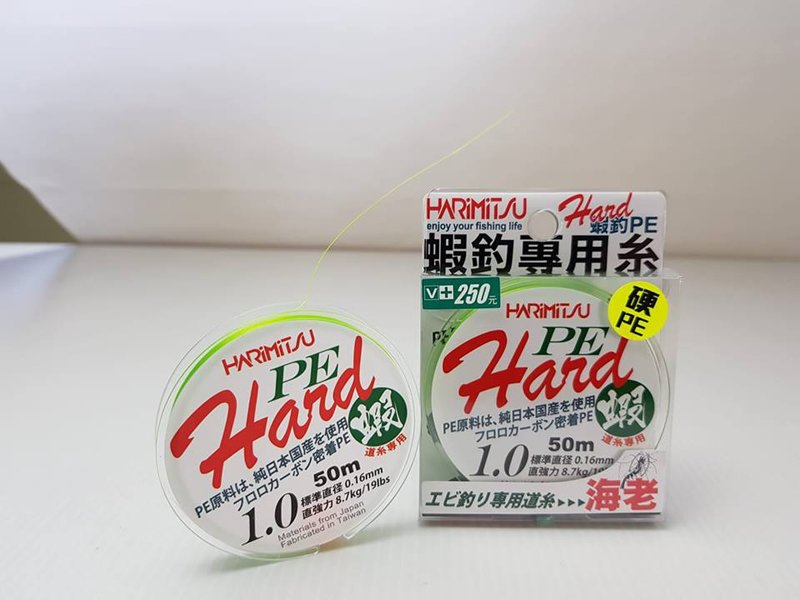 HARiMiTSU
PE
Hard
蝦
道糸専用
PE原料は、純日本国産を使用
フロロカーボン密着PE
50m
1.0
標準直径 0.16mm
直強力 8.7kg/19lbs
Materials from Japan
Fabricated in Taiwan
HARiMiTSU
enjoy your fishing life
Hard
蝦釣PE
蝦釣專用糸
V+250元
硬
PE
HARiMiTSU
PE
Hard
蝦
道糸専用
PE原料は、純日本国産を使用
フロロカーボン密着PE
50m
1.0
標準直径 0.16mm
直強力 8.7kg/19
エビ釣り専用道糸▸▸▸海老